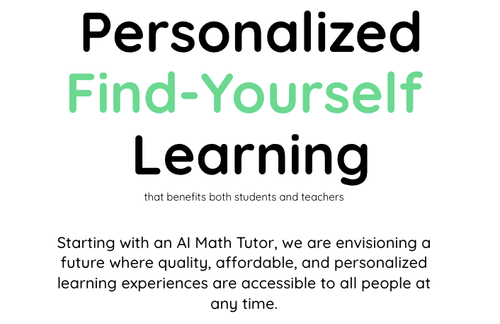 Personalized
Find-Yourself
Learning
that benefits both students and teachers
Starting with an AI Math Tutor, we are envisioning a
future where quality, affordable, and personalized
learning experiences are accessible to all people at
any time.